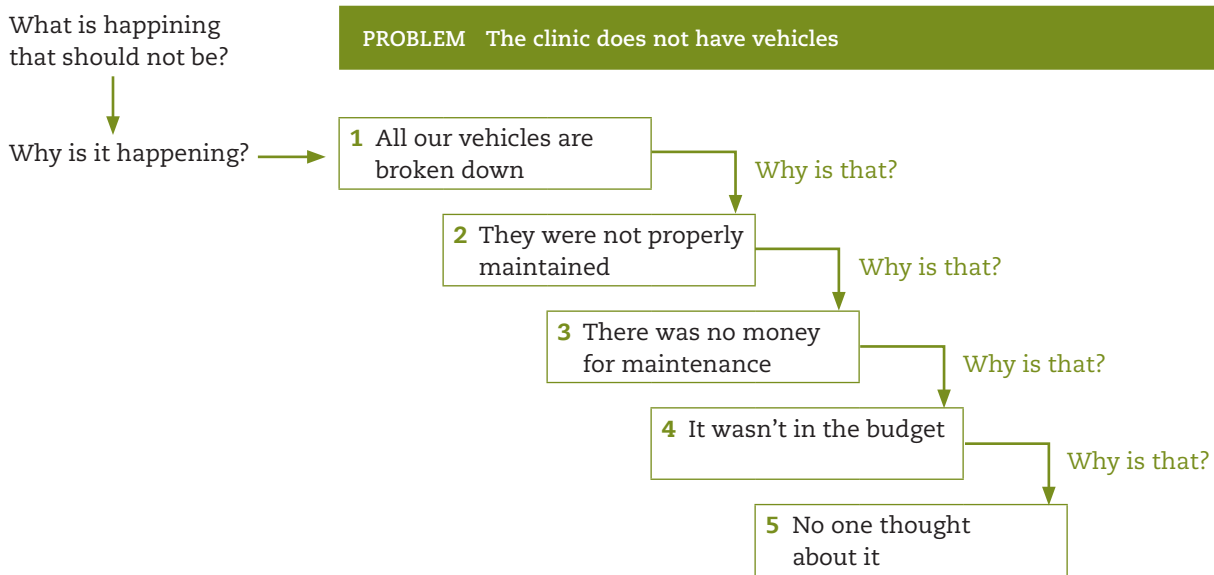 What is happining
that should not be?
PROBLEM The clinic does not have vehicles
Why is it happening?
1 All our vehicles are
broken down
Why is that?
2 They were not properly
maintained
Why is that?
3 There was no money
for maintenance
Why is that?
4 It wasn't in the budget
Why is that?
5 No one thought
about it